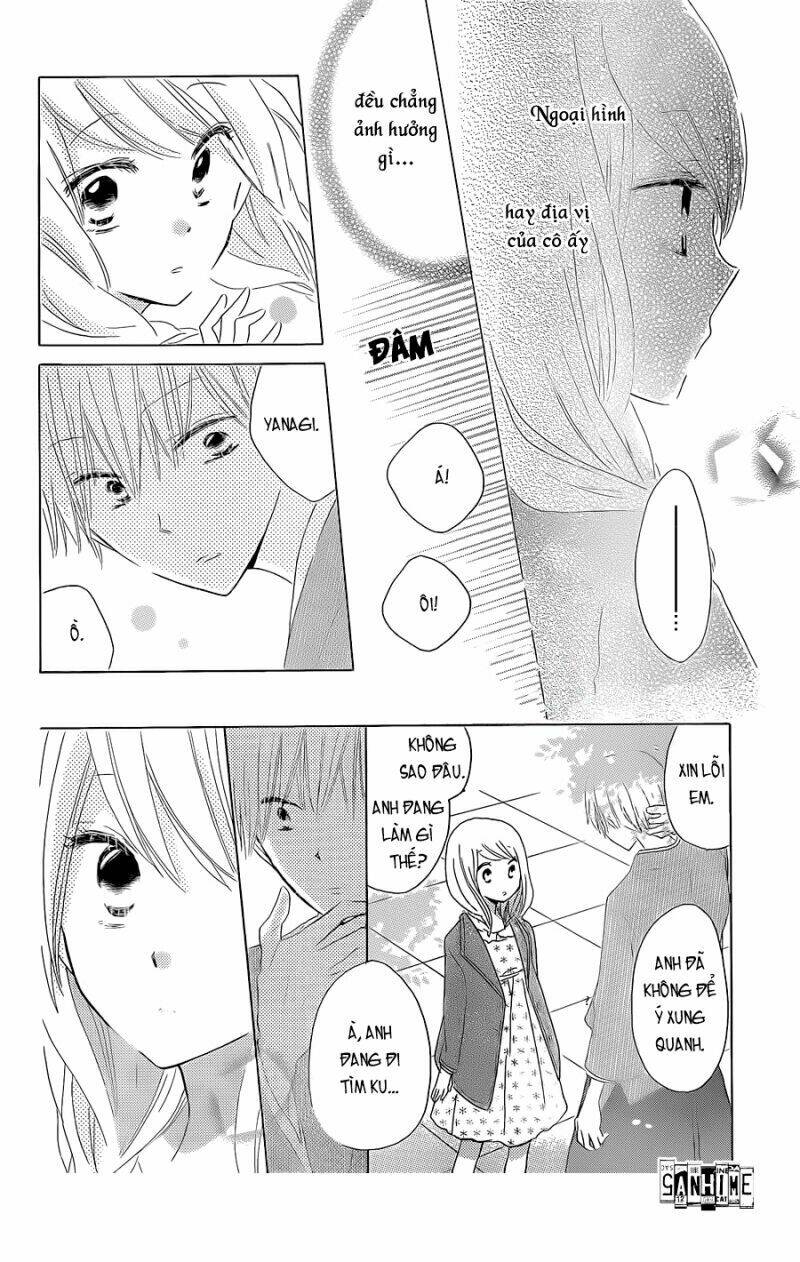 Ngoại hình
hay địa vị
của cô ấy
đều chẳng
ảnh hưởng
gì...
ĐÂM
Á!
ÔI!
YANAGI.
Ồ.
XIN LỖI
EM.
ANH ĐÃ
KHÔNG ĐỂ
Ý XUNG
QUANH.
KHÔNG
SAO ĐÂU.
ANH ĐANG
LÀM GÌ
THẾ?
À, ANH
ĐANG ĐI
TÌM KU...
SANHIME